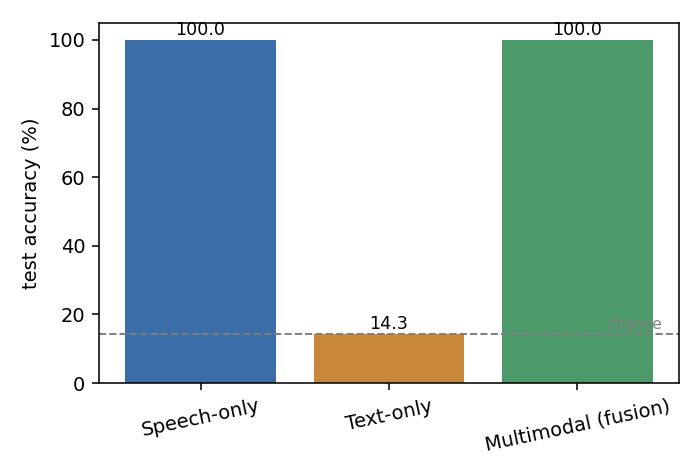 100.0
100.0
100
80
60
40
20
0
test accuracy (%)
14.3
chance
Speech-only
Text-only
Multimodal (fusion)